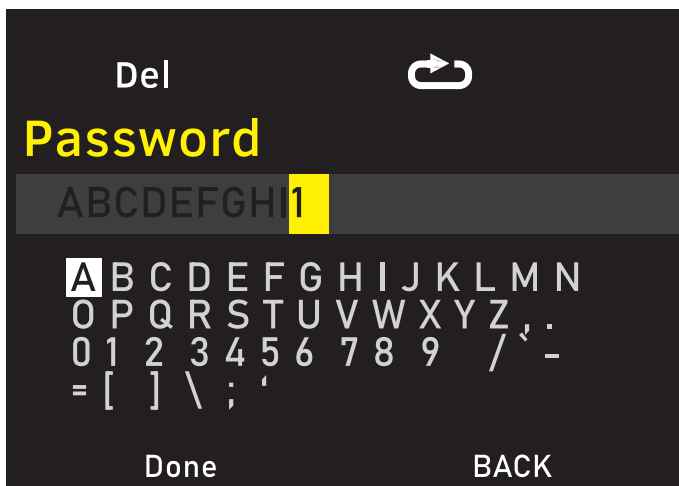 Del
Password
ABCDEFGHI1
A B C D E F G H I J K L M N
O P Q R S T U V W X Y Z , .
0 1 2 3 4 5 6 7 8 9 / ` -
= [ ] \ ; ‘
Done BACK